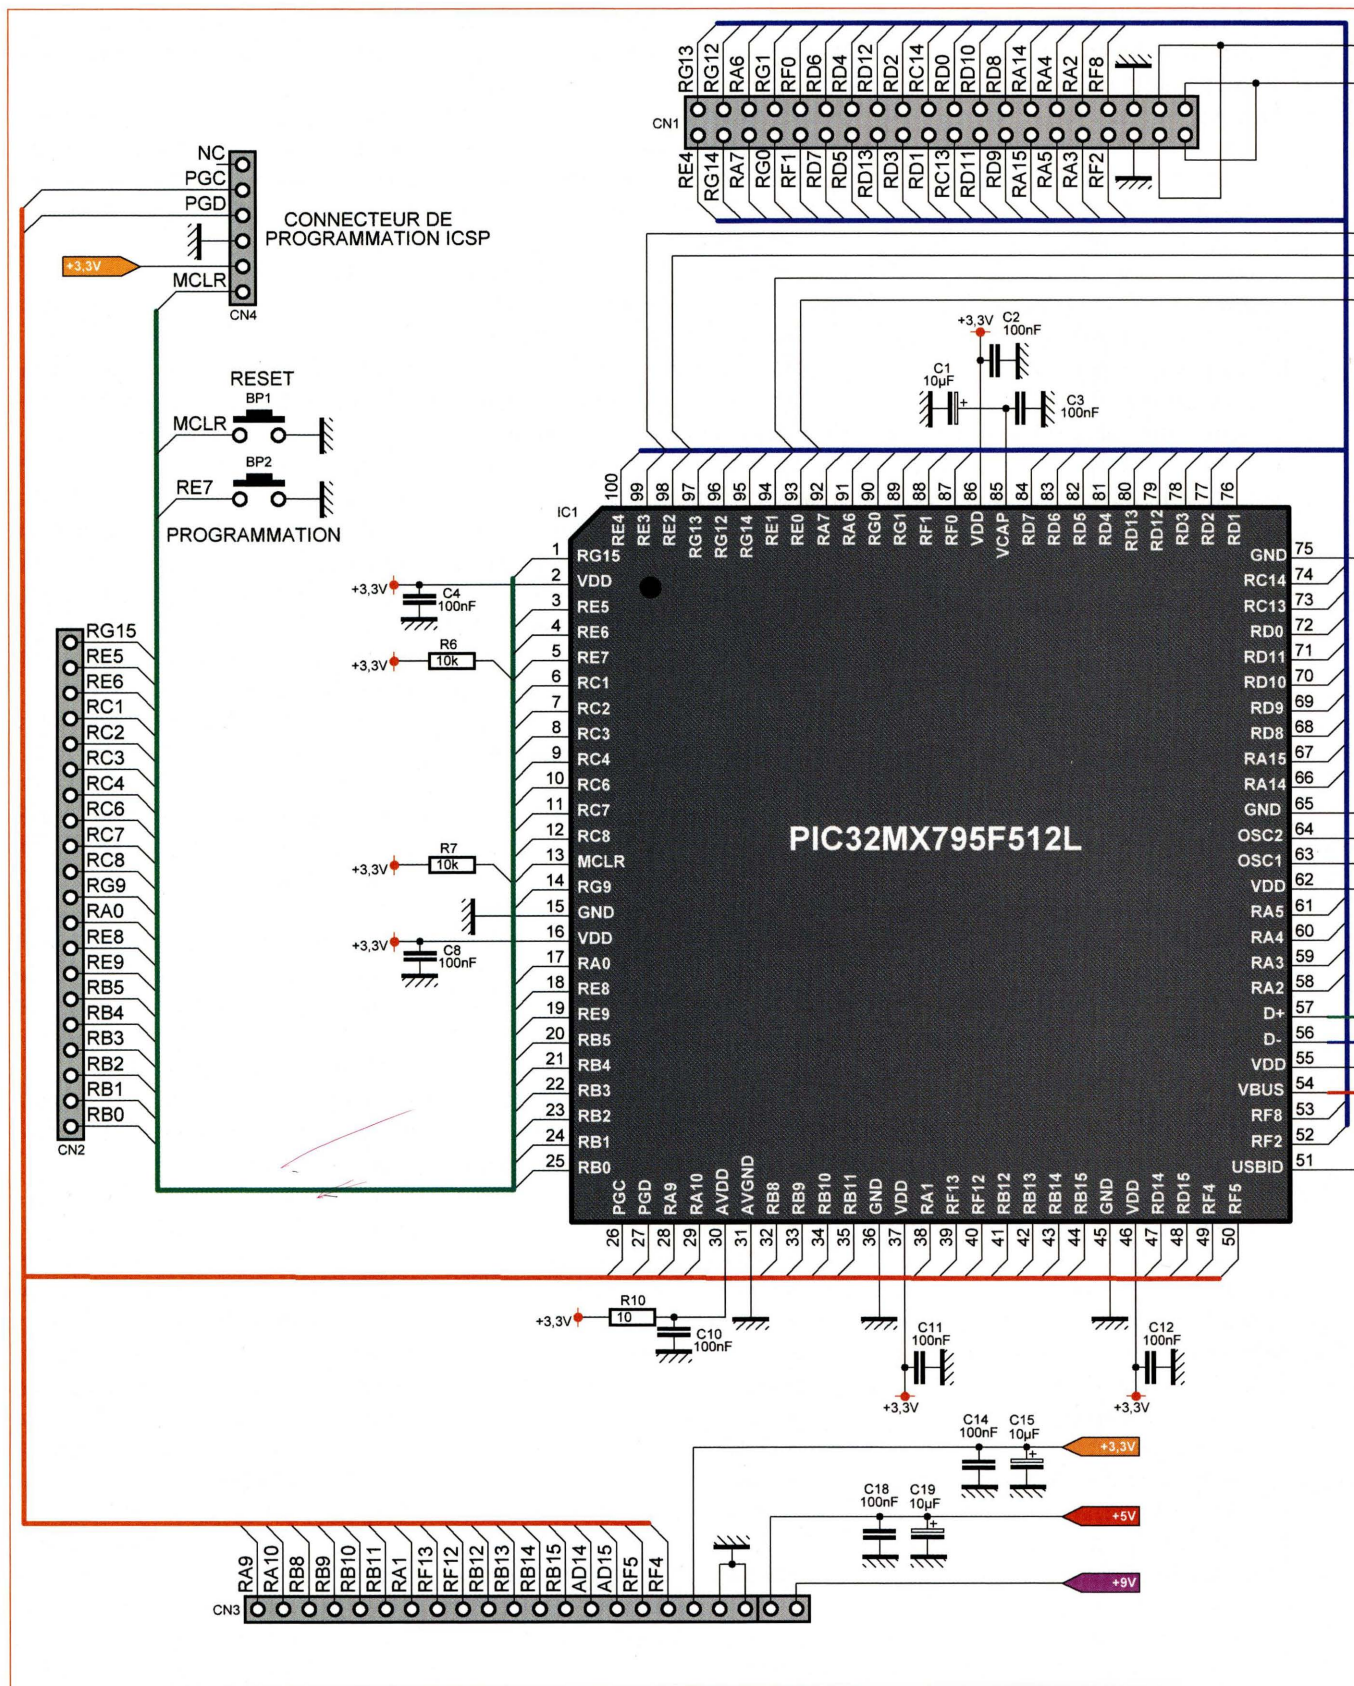 RG13
RG12
RA6
RG1
RF0
RD6
RD4
RD12
RD2
RC14
RD0
RD10
RD8
RA14
RA4
RA2
RF8
CN1
RE4
RG14
RA7
RG0
RF1
RD7
RD5
RD13
RD3
RD1
RC13
RD11
RD9
RA15
RA5
RA3
RF2
NC
PGC
PGD
+3,3V
MCLR
CN4
CONNECTEUR DE
PROGRAMMATION ICSP
RESET
BP1
MCLR
BP2
RE7
PROGRAMMATION
+3,3V
C2
100nF
C1
10µF
+
C3
100nF
100
99
98
97
96
95
94
93
92
91
90
89
88
87
86
85
84
83
82
81
80
79
78
77
76
IC1
RE4
RE3
RE2
RG13
RG12
RG14
RE1
RE0
RA7
RA6
RG0
RG1
RF1
RF0
VDD
VCAP
RD7
RD6
RD5
RD4
RD13
RD12
RD3
RD2
RD1
1 RG15
2 VDD
3 RE5
4 RE6
5 RE7
6 RC1
7 RC2
8 RC3
9 RC4
10 RC6
11 RC7
12 RC8
13 MCLR
14 RG9
15 GND
16 VDD
17 RA0
18 RE8
19 RE9
20 RB5
21 RB4
22 RB3
23 RB2
24 RB1
25 RB0
PIC32MX795F512L
GND 75
RC14 74
RC13 73
RD0 72
RD11 71
RD10 70
RD9 69
RD8 68
RA15 67
RA14 66
GND 65
OSC2 64
OSC1 63
VDD 62
RA5 61
RA4 60
RA3 59
RA2 58
D+ 57
D- 56
VDD 55
VBUS 54
RF8 53
RF2 52
USBID 51
+3,3V
C4
100nF
+3,3V
R6
10k
+3,3V
R7
10k
+3,3V
C8
100nF
RG15
RE5
RE6
RC1
RC2
RC3
RC4
RC6
RC7
RC8
RG9
RA0
RE8
RE9
RB5
RB4
RB3
RB2
RB1
RB0
CN2
PGC
PGD
RA9
RA10
AVDD
AVGND
RB8
RB9
RB10
RB11
GND
VDD
RA1
RF13
RF12
RB12
RB13
RB14
RB15
GND
VDD
RD14
RD15
RF4
RF5
26
27
28
29
30
31
32
33
34
35
36
37
38
39
40
41
42
43
44
45
46
47
48
49
50
+3,3V
R10
10
C10
100nF
C11
100nF
+3,3V
C12
100nF
+3,3V
C14
100nF
C15
10µF
+
+3,3V
C18
100nF
C19
10µF
+
+5V
+9V
RA9
RA10
RB8
RB9
RB10
RB11
RA1
RF13
RF12
RB12
RB13
RB14
RB15
AD14
AD15
RF5
RF4
CN3